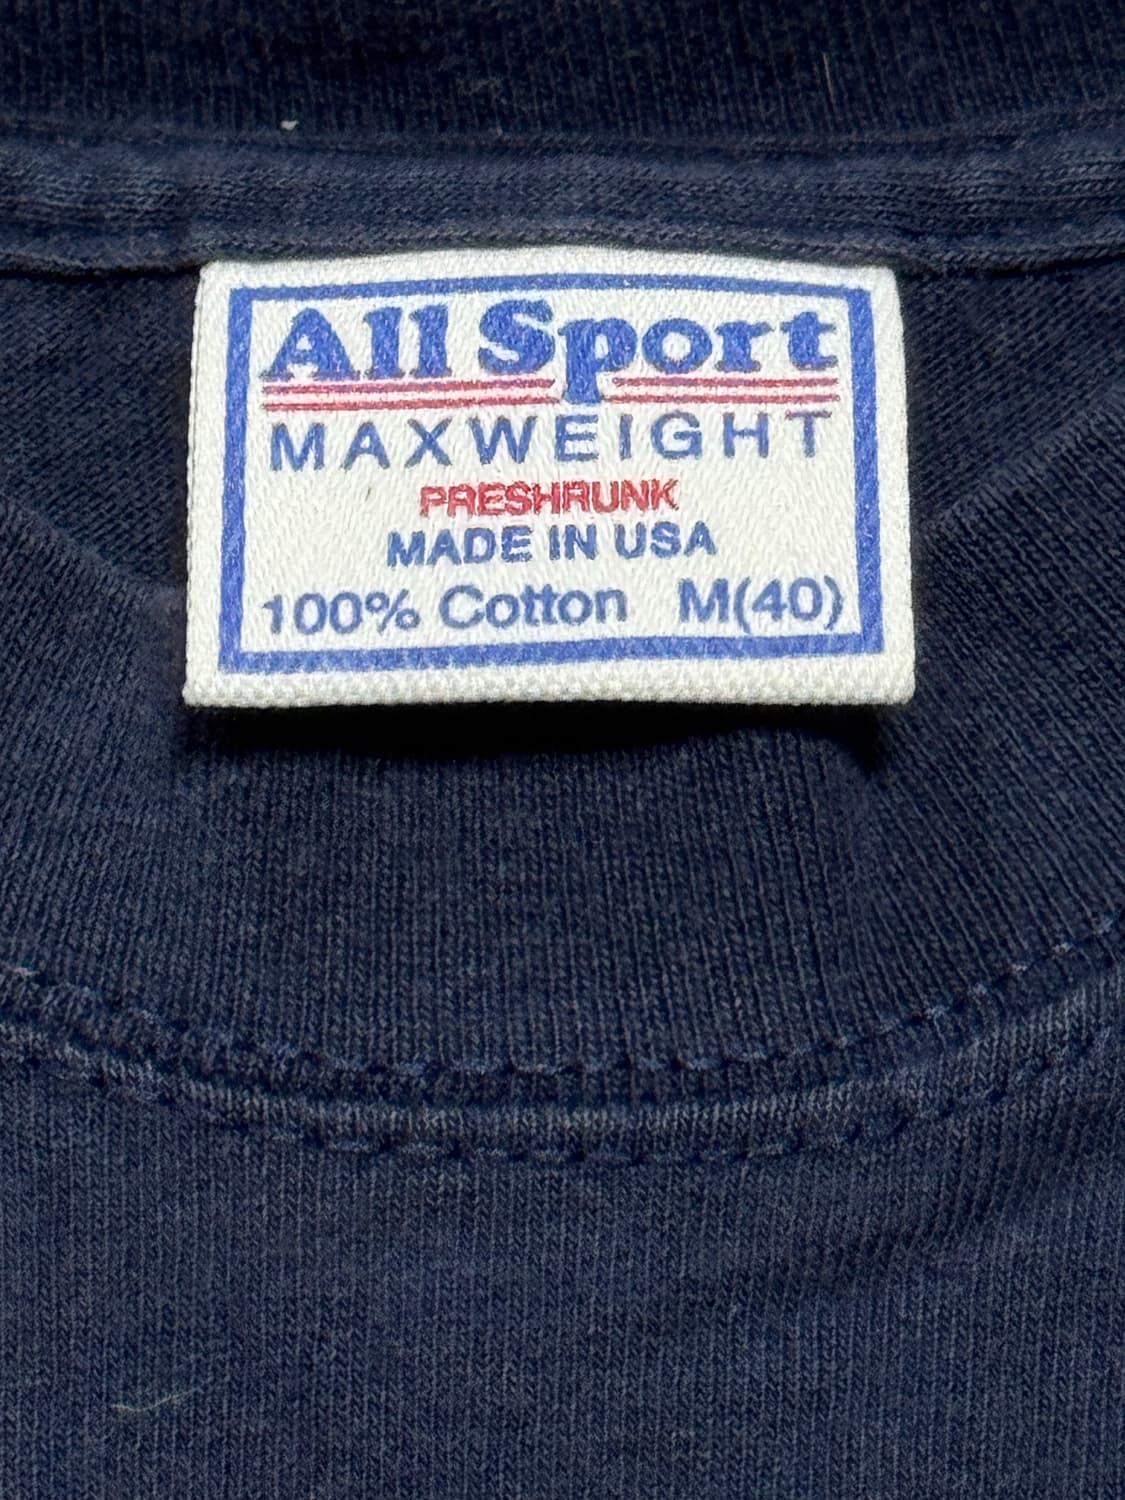 All Sport
MAXWEIGHT
PRESHRUNK
MADE IN USA
100% Cotton M(40)